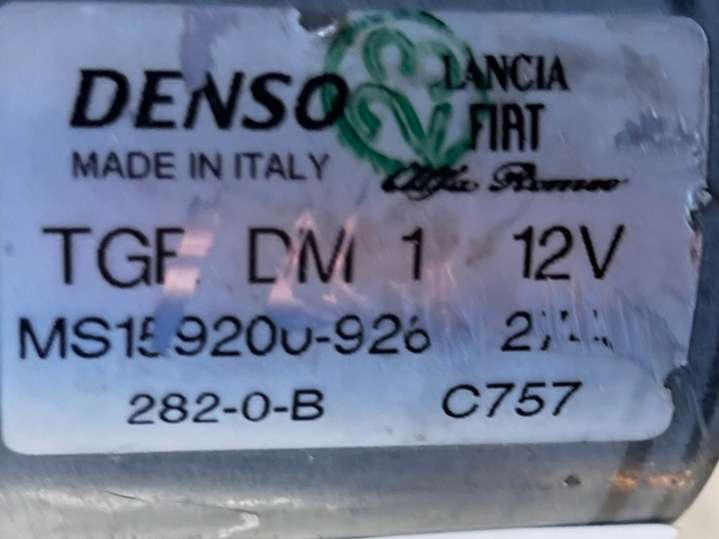 DENSO
LANCIA
FIAT
MADE IN ITALY
Alfa Romeo
DM 1 12V
282-0-B C757